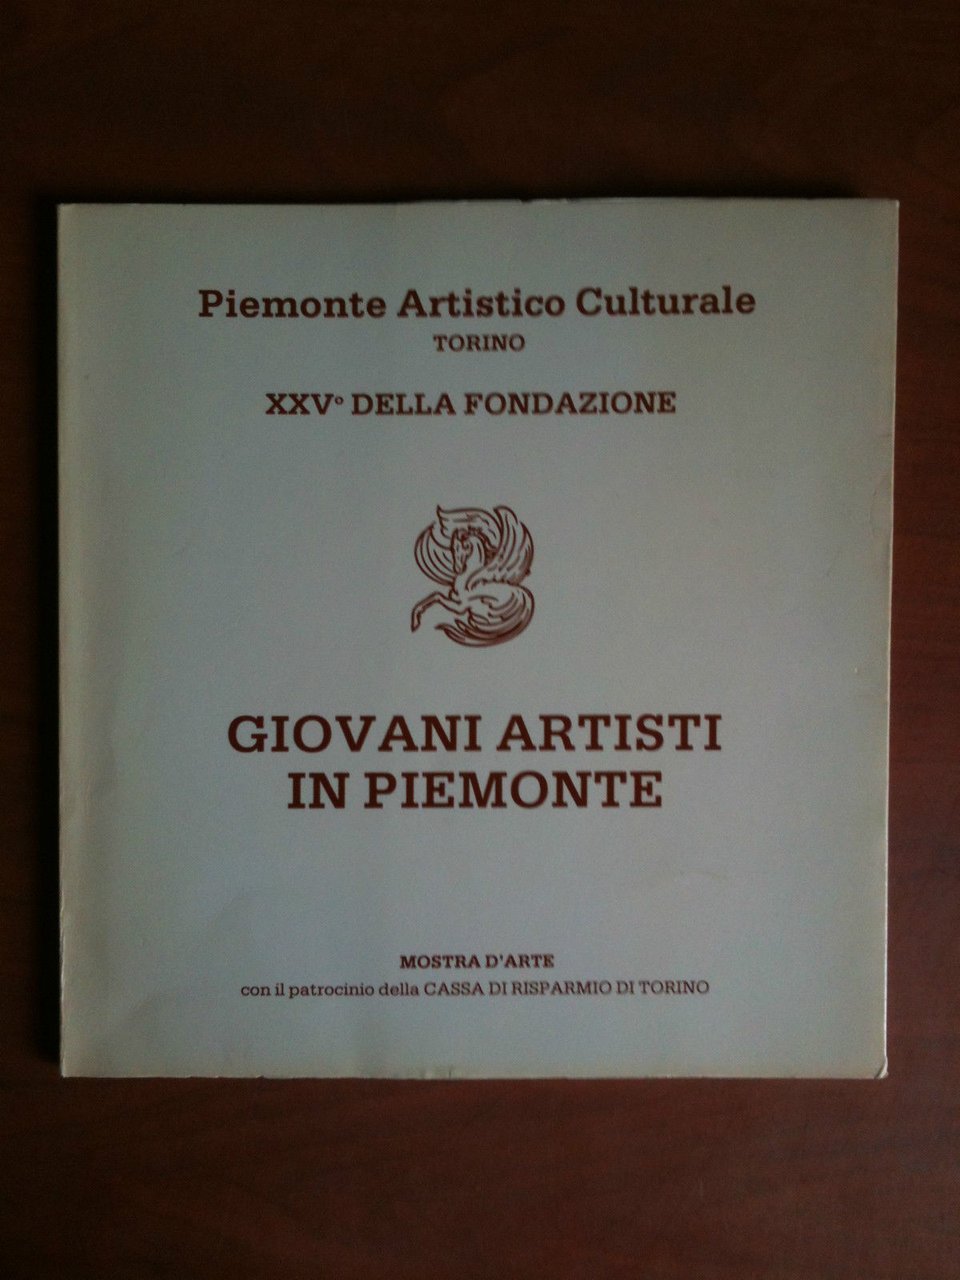 Piemonte Artistico Culturale
TORINO
XXV° DELLA FONDAZIONE
GIOVANI ARTISTI
IN PIEMONTE
MOSTRA D'ARTE
con il patrocinio della CASSA DI RISPARMIO DI TORINO